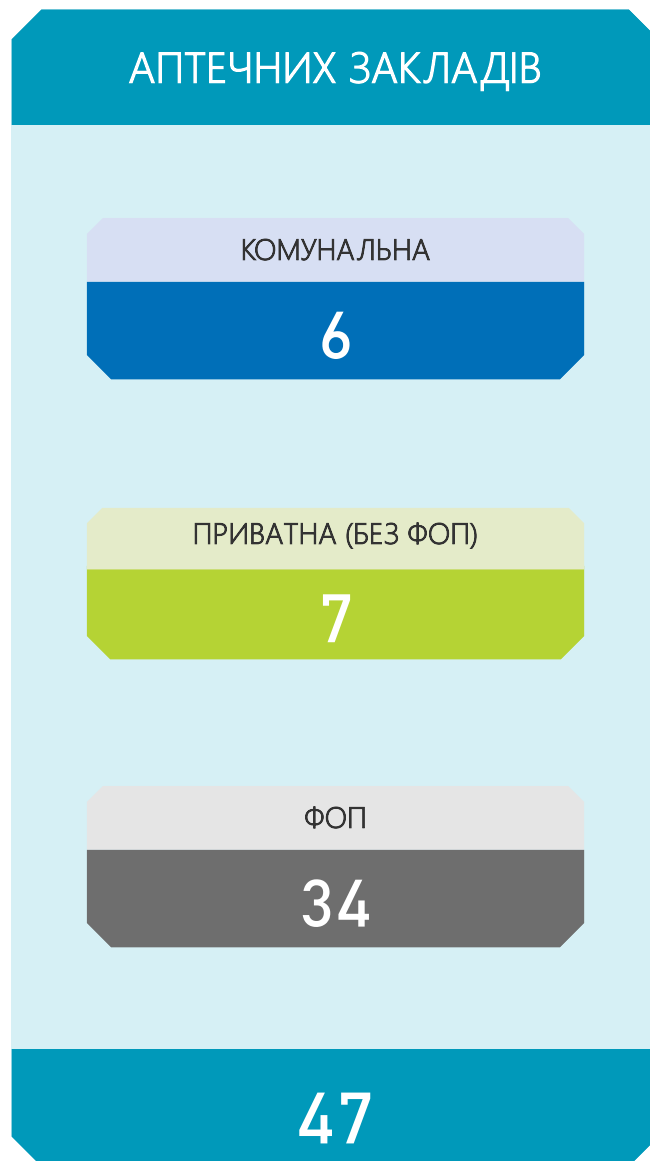 АПТЕЧНИХ ЗАКЛАДІВ
КОМУНАЛЬНА
6
ПРИВАТНА (БЕЗ ФОП)
7
ФОП
34
47